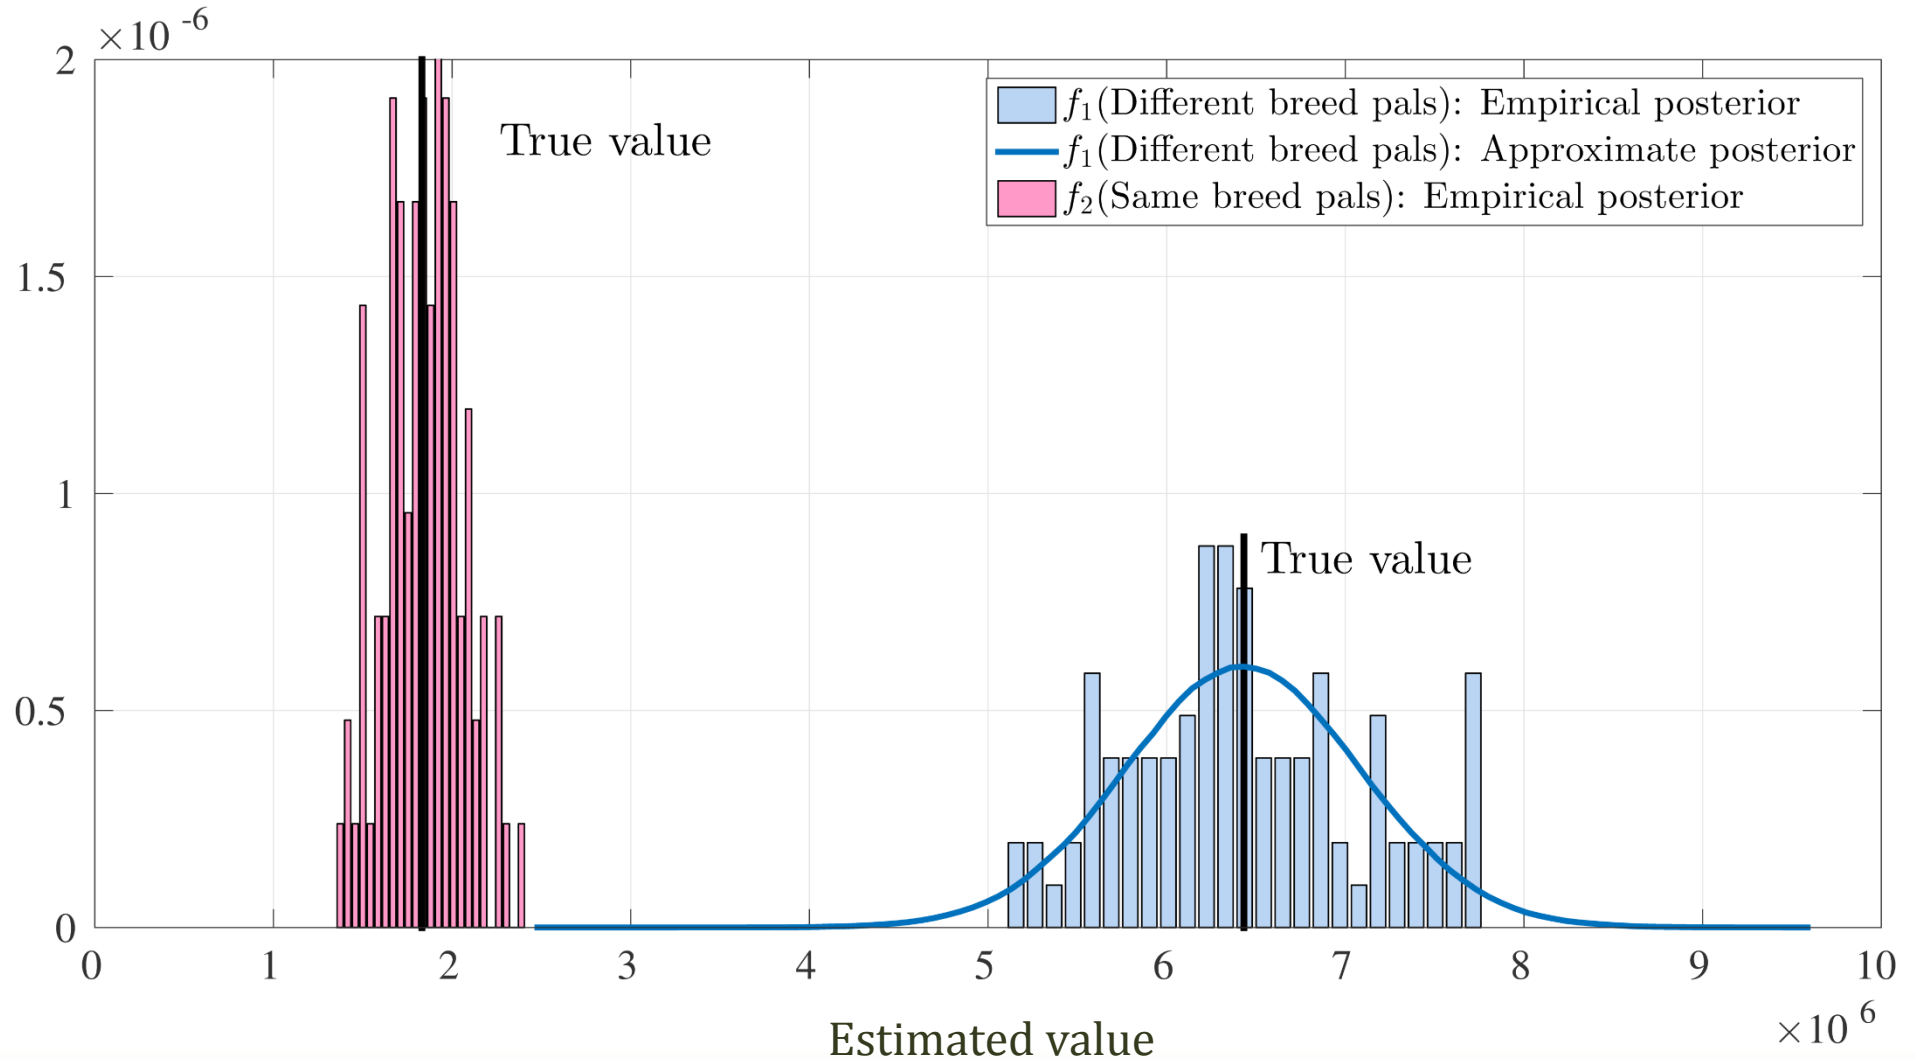 ×10 -6
2
1.5
1
0.5
0
True value
f1(Different breed pals): Empirical posterior
f1(Different breed pals): Approximate posterior
f2(Same breed pals): Empirical posterior
True value
0 1 2 3 4 5 6 7 8 9 10
×10 6
Estimated value